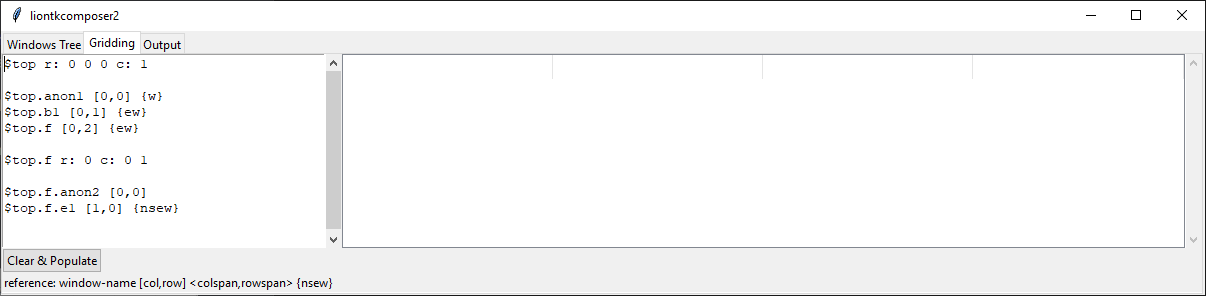 liontkcomposer2
Windows Tree Gridding Output
$top r: 0 0 0 c: 1
$top.anon1 [0,0] {w}
$top.b1 [0,1] {ew}
$top.f [0,2] {ew}
$top.f r: 0 c: 0 1
$top.f.anon2 [0,0]
$top.f.e1 [1,0] {nsew}
Clear & Populate
reference: window-name [col,row] <colspan,rowspan> {nsew}